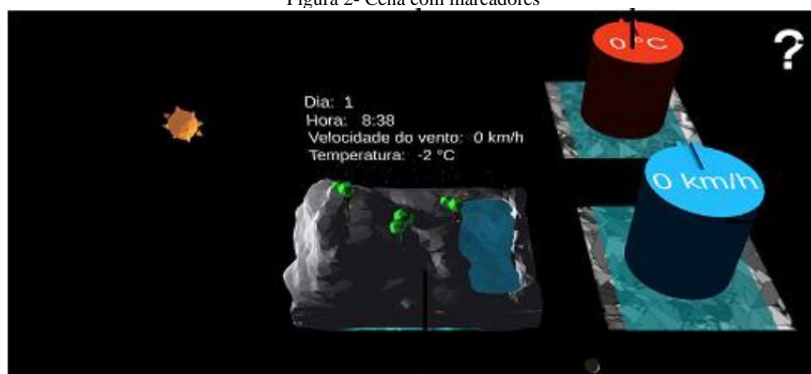 Figura 2- Cena com marcadores
0 °C
?
Dia: 1
Hora: 8:38
Velocidade do vento: 0 km/h
Temperatura: -2 °C
0 km/h